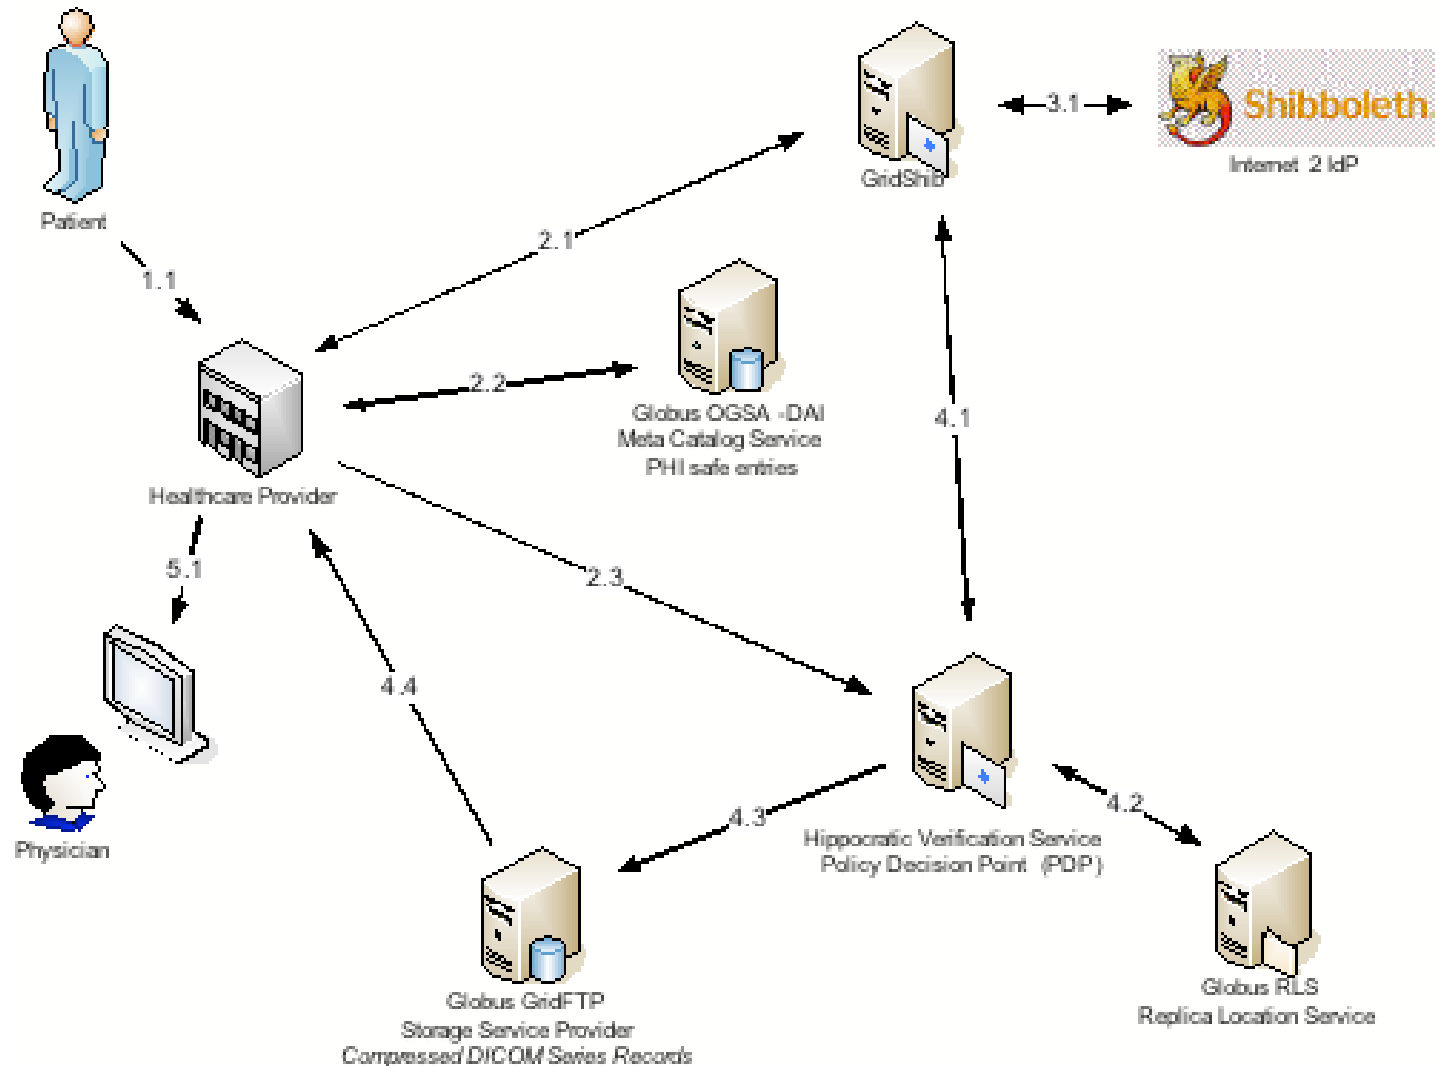 Shibboleth
3.1
Internet 2 IdP
GridShib
Patient
2.1
1.1
2.2
Globus OGSA -DAI
Meta Catalog Service
PHI safe entries
4.1
Healthcare Provider
5.1
2.3
4.4
4.3
4.2
Hippocratic Verification Service
Policy Decision Point (PDP)
Physician
Globus GridFTP
Storage Service Provider
Compressed DICOM Series Records
Globus RLS
Replica Location Service